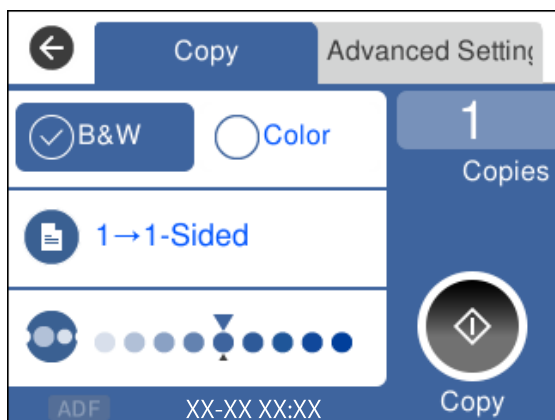 Copy
Advanced Setting
B&W
Color
1
Copies
1→1-Sided
ADF
XX-XX XX:XX
Copy